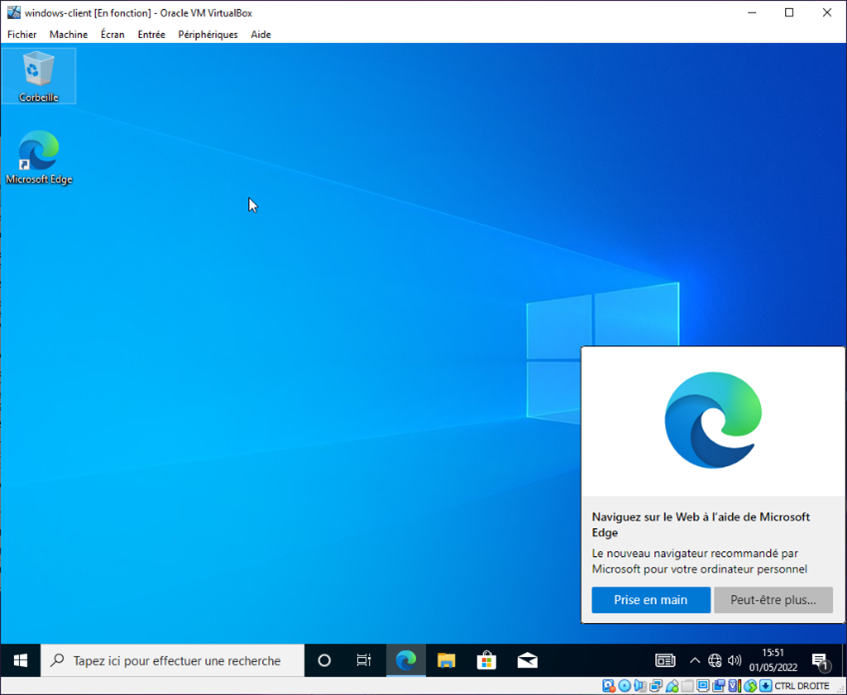 windows-client [En fonction] - Oracle VM VirtualBox
Fichier Machine Écran Entrée Périphériques Aide
Corbeille
Microsoft Edge
Naviguez sur le Web à l'aide de Microsoft
Edge
Le nouveau navigateur recommandé par
Microsoft pour votre ordinateur personnel
Prise en main
Peut-être plus...
Tapez ici pour effectuer une recherche
15:51
01/05/2022
1
CTRL DROITE